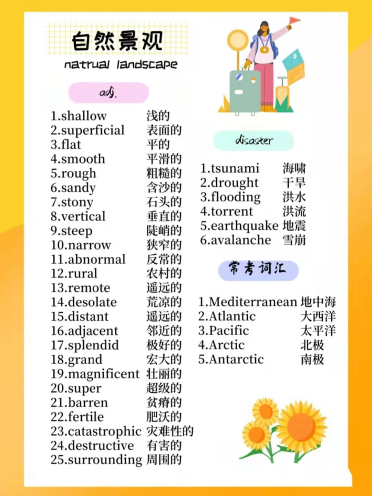 自然景观
natrual landscape
adj.
1.shallow 浅的
2.superficial 表面的
3.flat 平的
4.smooth 平滑的
5.rough 粗糙的
6.sandy 含沙的
7.stony 石头的
8.vertical 垂直的
9.steep 陡峭的
10.narrow 狭窄的
11.abnormal 反常的
12.rural 农村的
13.remote 遥远的
14.desolate 荒凉的
15.distant 遥远的
16.adjacent 邻近的
17.splendid 极好的
18.grand 宏大的
19.magnificent 壮丽的
20.super 超级的
21.barren 贫瘠的
22.fertile 肥沃的
23.catastrophic 灾难性的
24.destructive 有害的
25.surrounding 周围的
disaster
1.tsunami 海啸
2.drought 干旱
3.flooding 洪水
4.torrent 洪流
5.earthquake 地震
6.avalanche 雪崩
常考词汇
1.Mediterranean 地中海
2.Atlantic 大西洋
3.Pacific 太平洋
4.Arctic 北极
5.Antarctic 南极